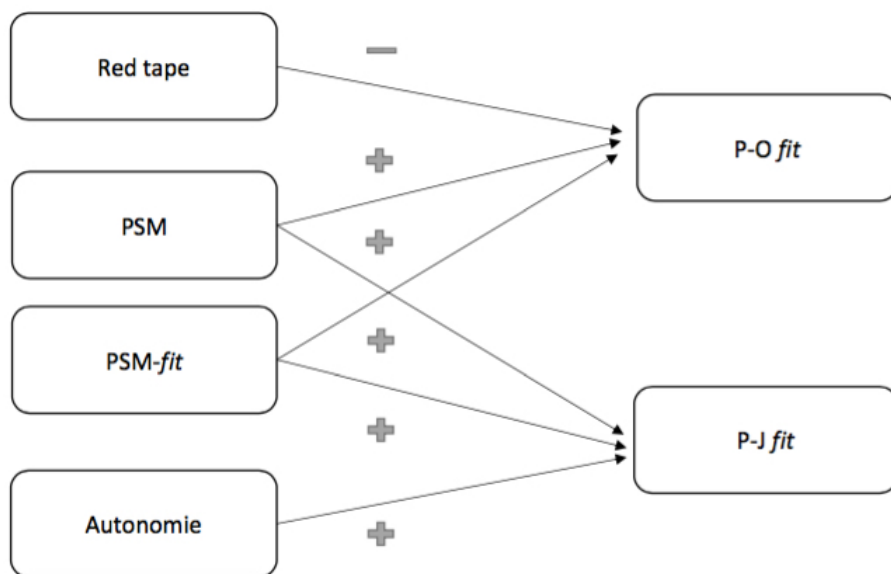 Red tape
PSM
PSM-fit
Autonomie
P-O fit
P-J fit